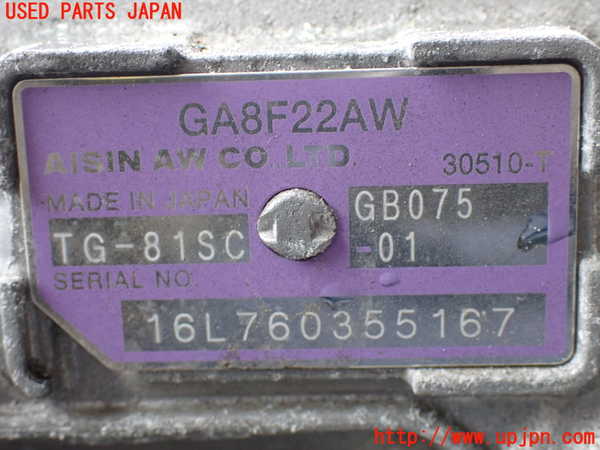 USED PARTS JAPAN
GA8F22AW
AISIN AW CO. LTD. 30510-T
MADE IN JAPAN GB075
TG-81SC -01
SERIAL NO.
16L760355167
http://www.upjpn.com/